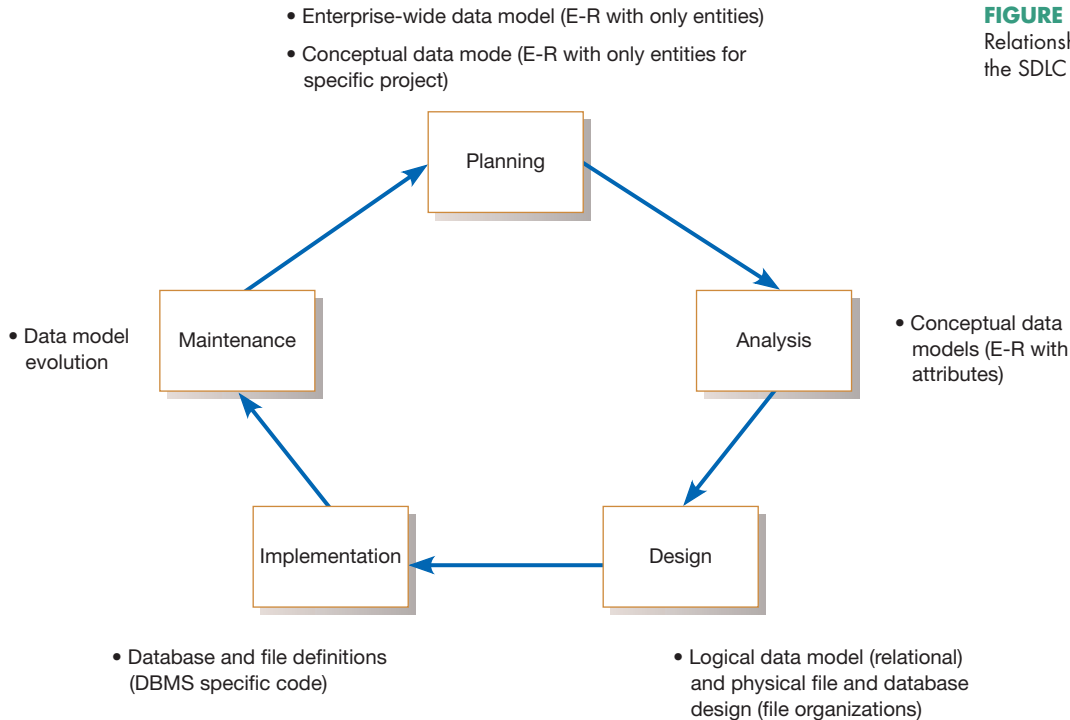 • Enterprise-wide data model (E-R with only entities)
• Conceptual data mode (E-R with only entities for
specific project)
FIGURE
Relationsh
the SDLC
Planning
Maintenance
• Data model
evolution
Analysis
• Conceptual data
models (E-R with
attributes)
Implementation
Design
• Database and file definitions
(DBMS specific code)
• Logical data model (relational)
and physical file and database
design (file organizations)